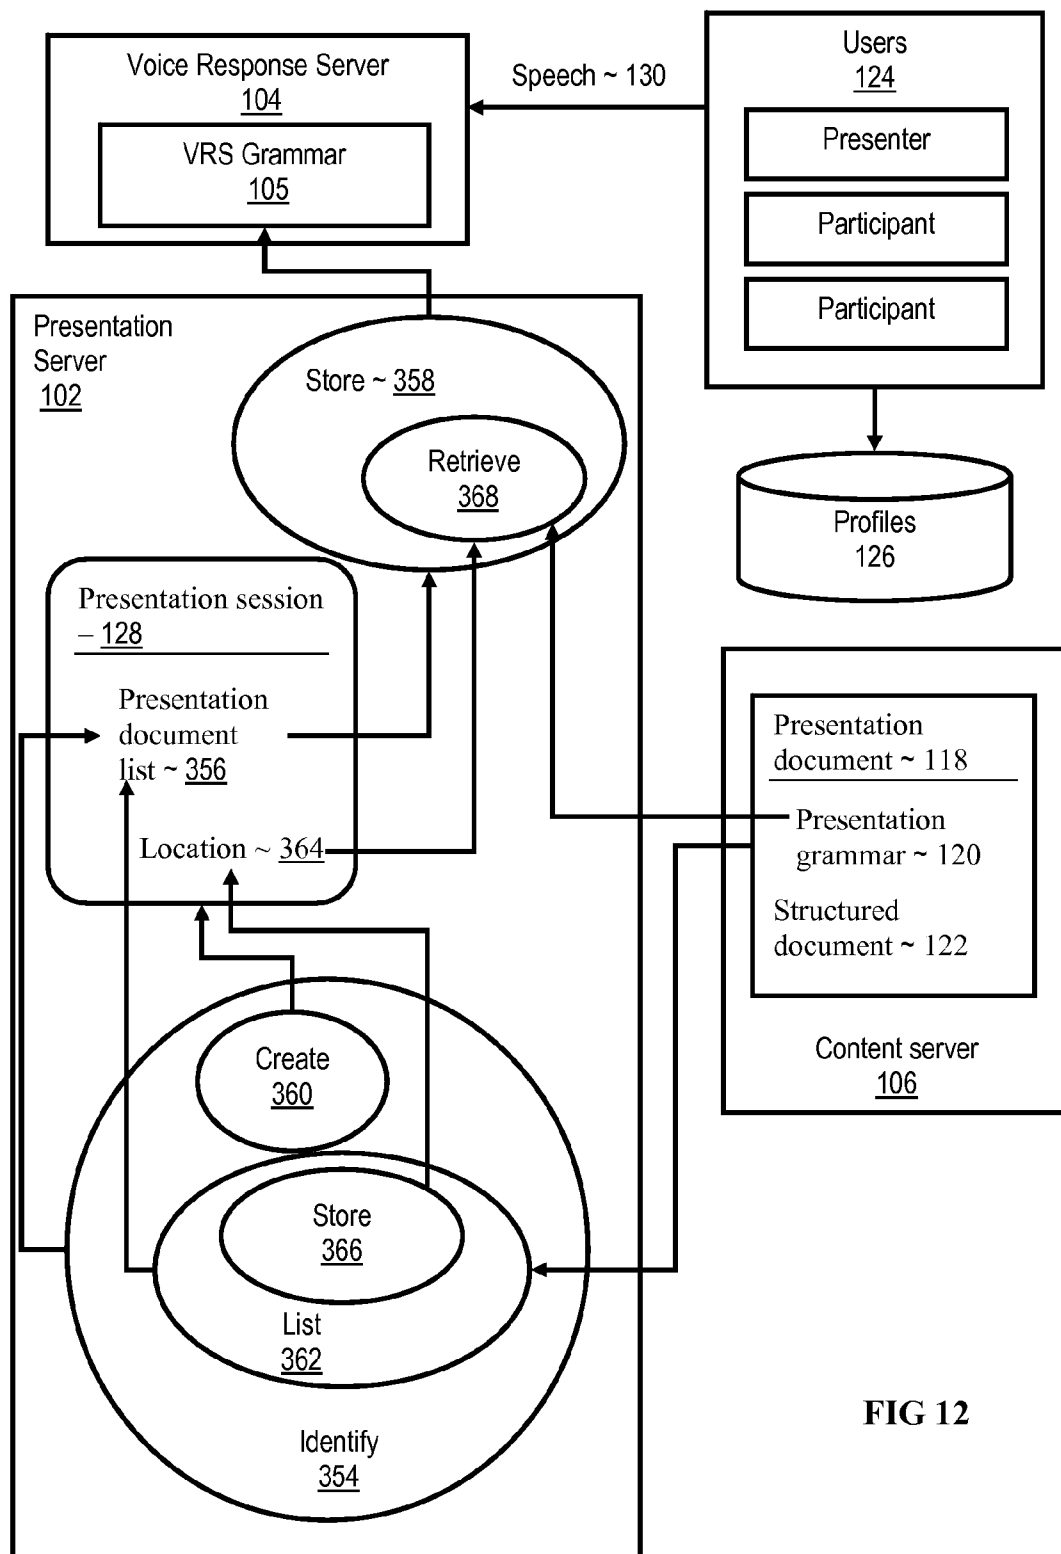 Voice Response Server
104
VRS Grammar
105
Speech ~ 130
Users
124
Presenter
Participant
Participant
Profiles
126
Presentation
Server
102
Store ~ 358
Retrieve
368
Presentation session
– 128
Presentation
document
list ~ 356
Location ~ 364
Presentation
document ~ 118
Presentation
grammar ~ 120
Structured
document ~ 122
Content server
106
Create
360
Store
366
List
362
Identify
354
FIG 12